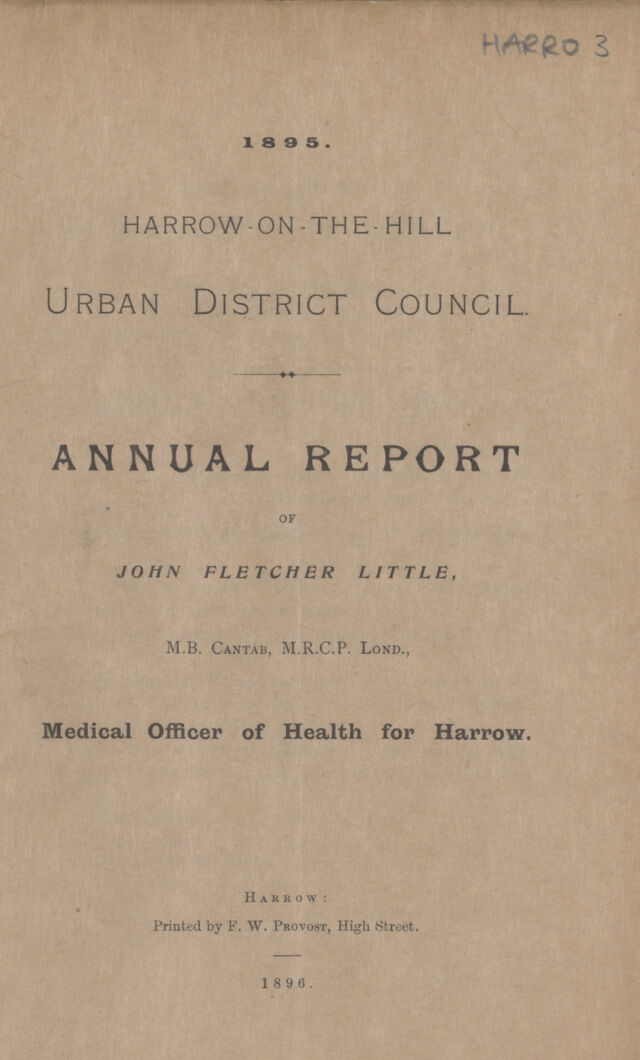 HARRO 3
1895.
HARROW-ON-THE-HILL
URBAN DISTRICT COUNCIL.
ANNUAL REPORT
OF
JOHN FLETCHER LITTLE,
M.B. CANTAB, M.R.C.P. LOND.,
Medical Officer of Health for Harrow.
HARROW:
Printed by F. W. PROVOST, High Street.
1896.